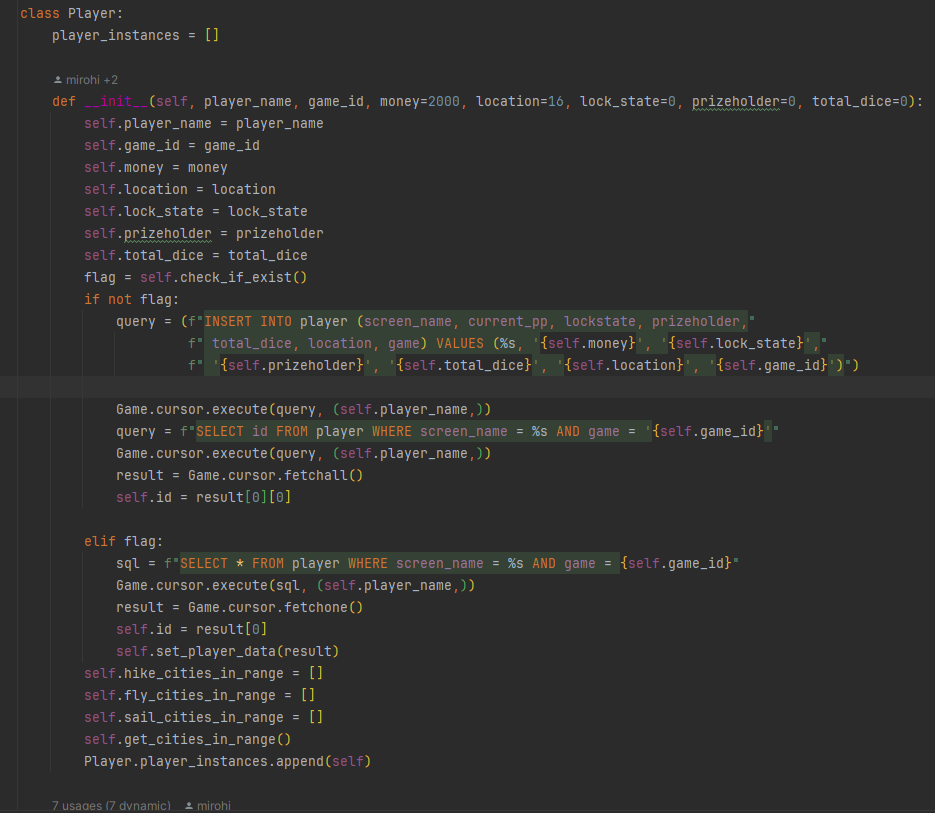 class Player:
    player_instances = []
mirohi +2
    def __init__(self, player_name, game_id, money=2000, location=16, lock_state=0, prizeholder=0, total_dice=0):
        self.player_name = player_name
        self.game_id = game_id
        self.money = money
        self.location = location
        self.lock_state = lock_state
        self.prizeholder = prizeholder
        self.total_dice = total_dice
        flag = self.check_if_exist()
        if not flag:
            query = (f"INSERT INTO player (screen_name, current_pp, lockstate, prizeholder,"
                     f" total_dice, location, game) VALUES (%s, '{self.money}', '{self.lock_state}',"
                     f" '{self.prizeholder}', '{self.total_dice}', '{self.location}', '{self.game_id}')")
            Game.cursor.execute(query, (self.player_name,))
            query = f"SELECT id FROM player WHERE screen_name = %s AND game = '{self.game_id}'"
            Game.cursor.execute(query, (self.player_name,))
            result = Game.cursor.fetchall()
            self.id = result[0][0]
        elif flag:
            sql = f"SELECT * FROM player WHERE screen_name = %s AND game = {self.game_id}"
            Game.cursor.execute(sql, (self.player_name,))
            result = Game.cursor.fetchone()
            self.id = result[0]
            self.set_player_data(result)
        self.hike_cities_in_range = []
        self.fly_cities_in_range = []
        self.sail_cities_in_range = []
        self.get_cities_in_range()
        Player.player_instances.append(self)
7 usages (7 dynamic) mirohi